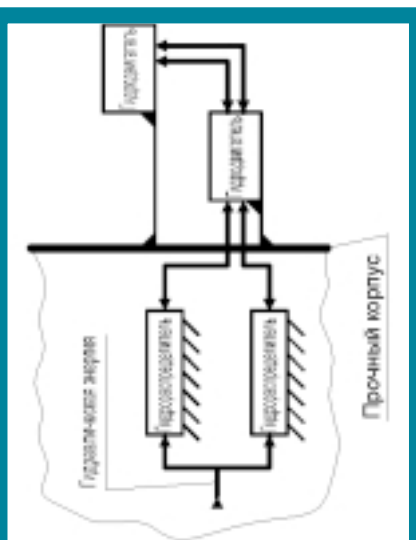 Гидродвигатель
Гидродвигатель
Гидрораспределитель
Гидрораспределитель
Гидравлическая энергия
Прочный корпус